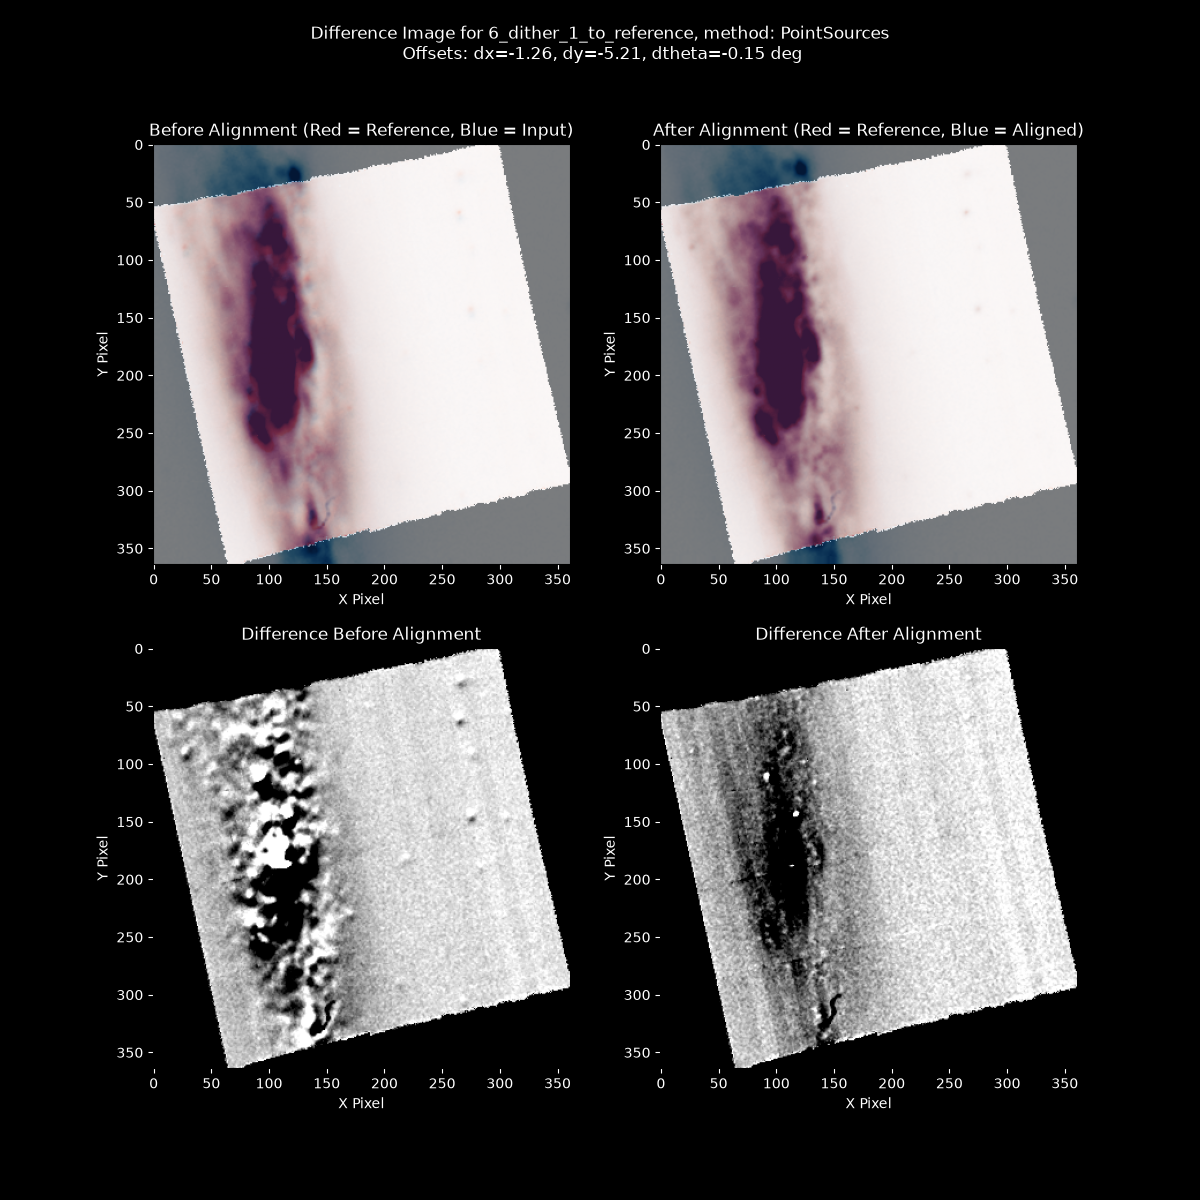 Difference Image for 6_dither_1_to_reference, method: PointSources
Offsets: dx=-1.26, dy=-5.21, dtheta=-0.15 deg
Before Alignment (Red = Reference, Blue = Input)
0
50
100
150
200
250
300
350
Y Pixel
0 50 100 150 200 250 300 350
X Pixel
After Alignment (Red = Reference, Blue = Aligned)
0
50
100
150
200
250
300
350
Y Pixel
0 50 100 150 200 250 300 350
X Pixel
Difference Before Alignment
0
50
100
150
200
250
300
350
Y Pixel
0 50 100 150 200 250 300 350
X Pixel
Difference After Alignment
0
50
100
150
200
250
300
350
Y Pixel
0 50 100 150 200 250 300 350
X Pixel